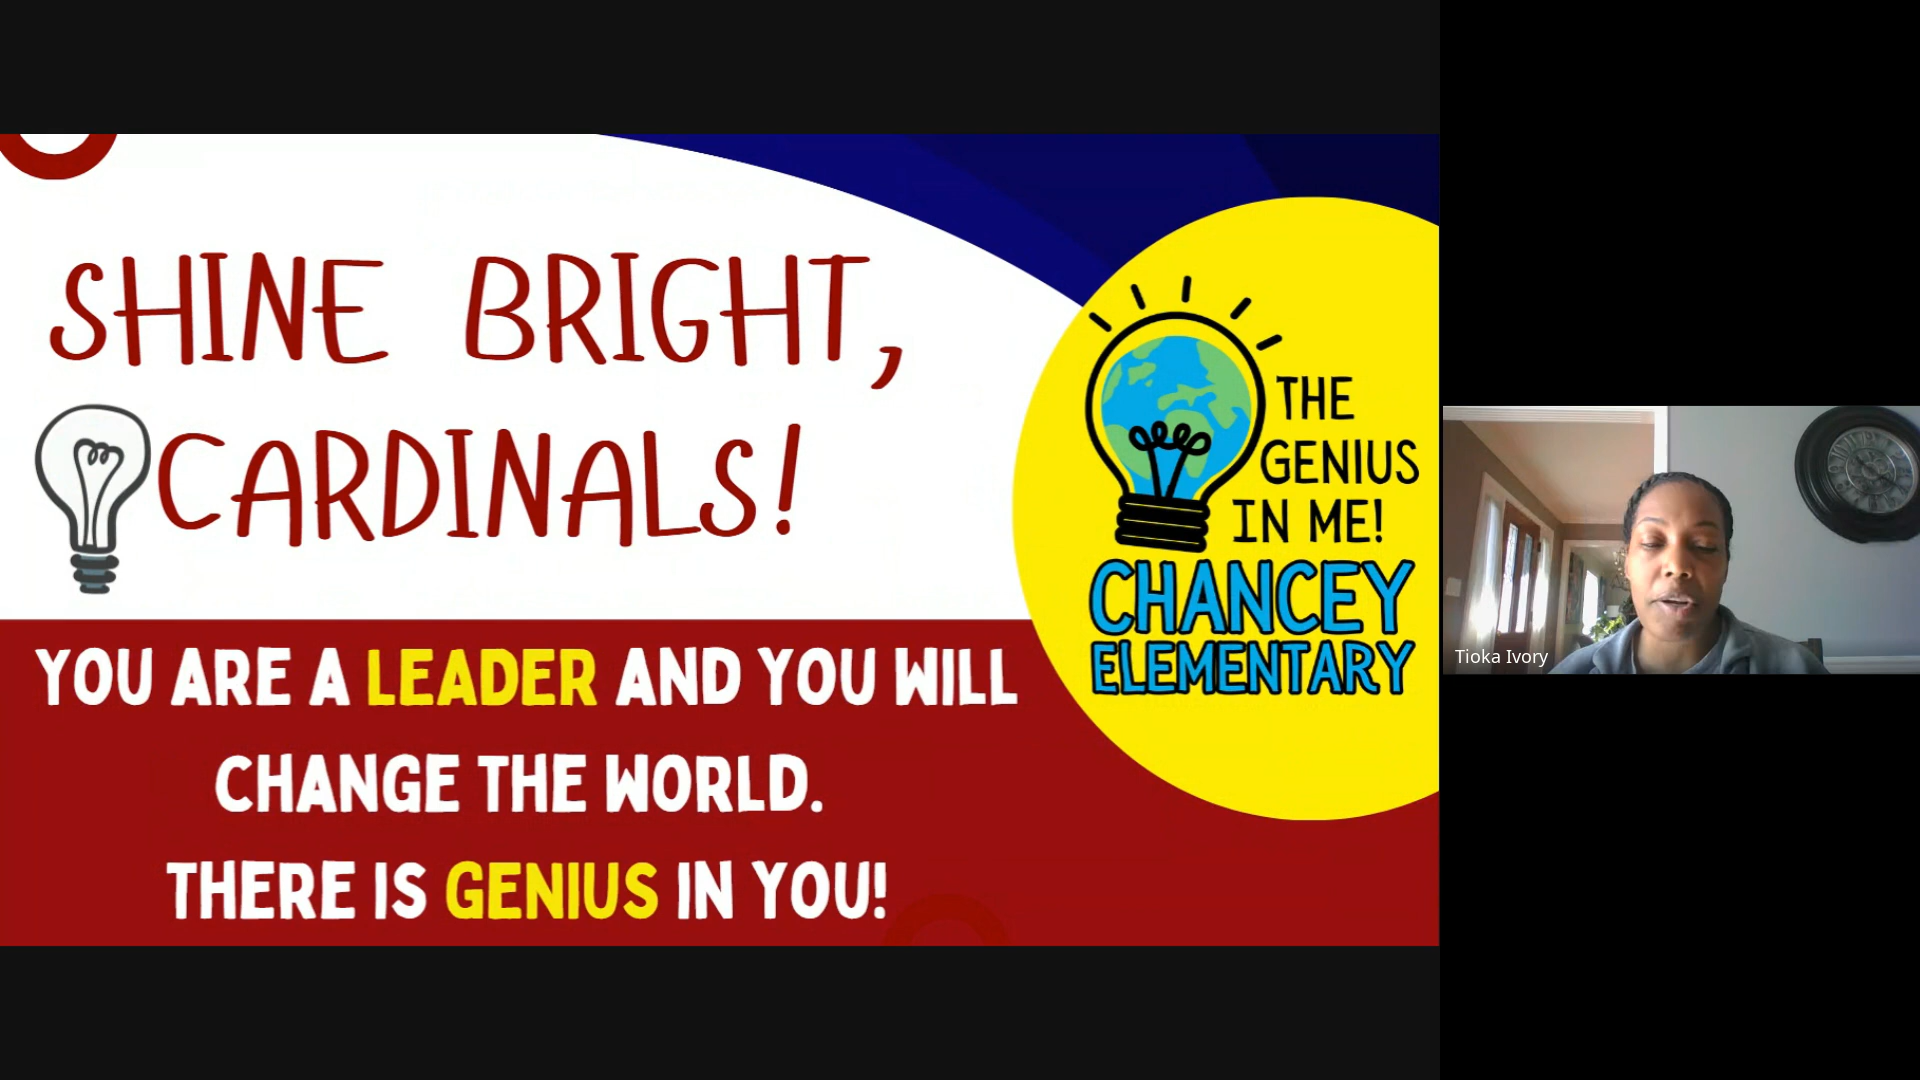 SHINE BRIGHT,
CARDINALS!
YOU ARE A LEADER AND YOU WILL
CHANGE THE WORLD.
THERE IS GENIUS IN YOU!
THE
GENIUS
IN ME!
CHANCEY
ELEMENTARY
Tioka Ivory